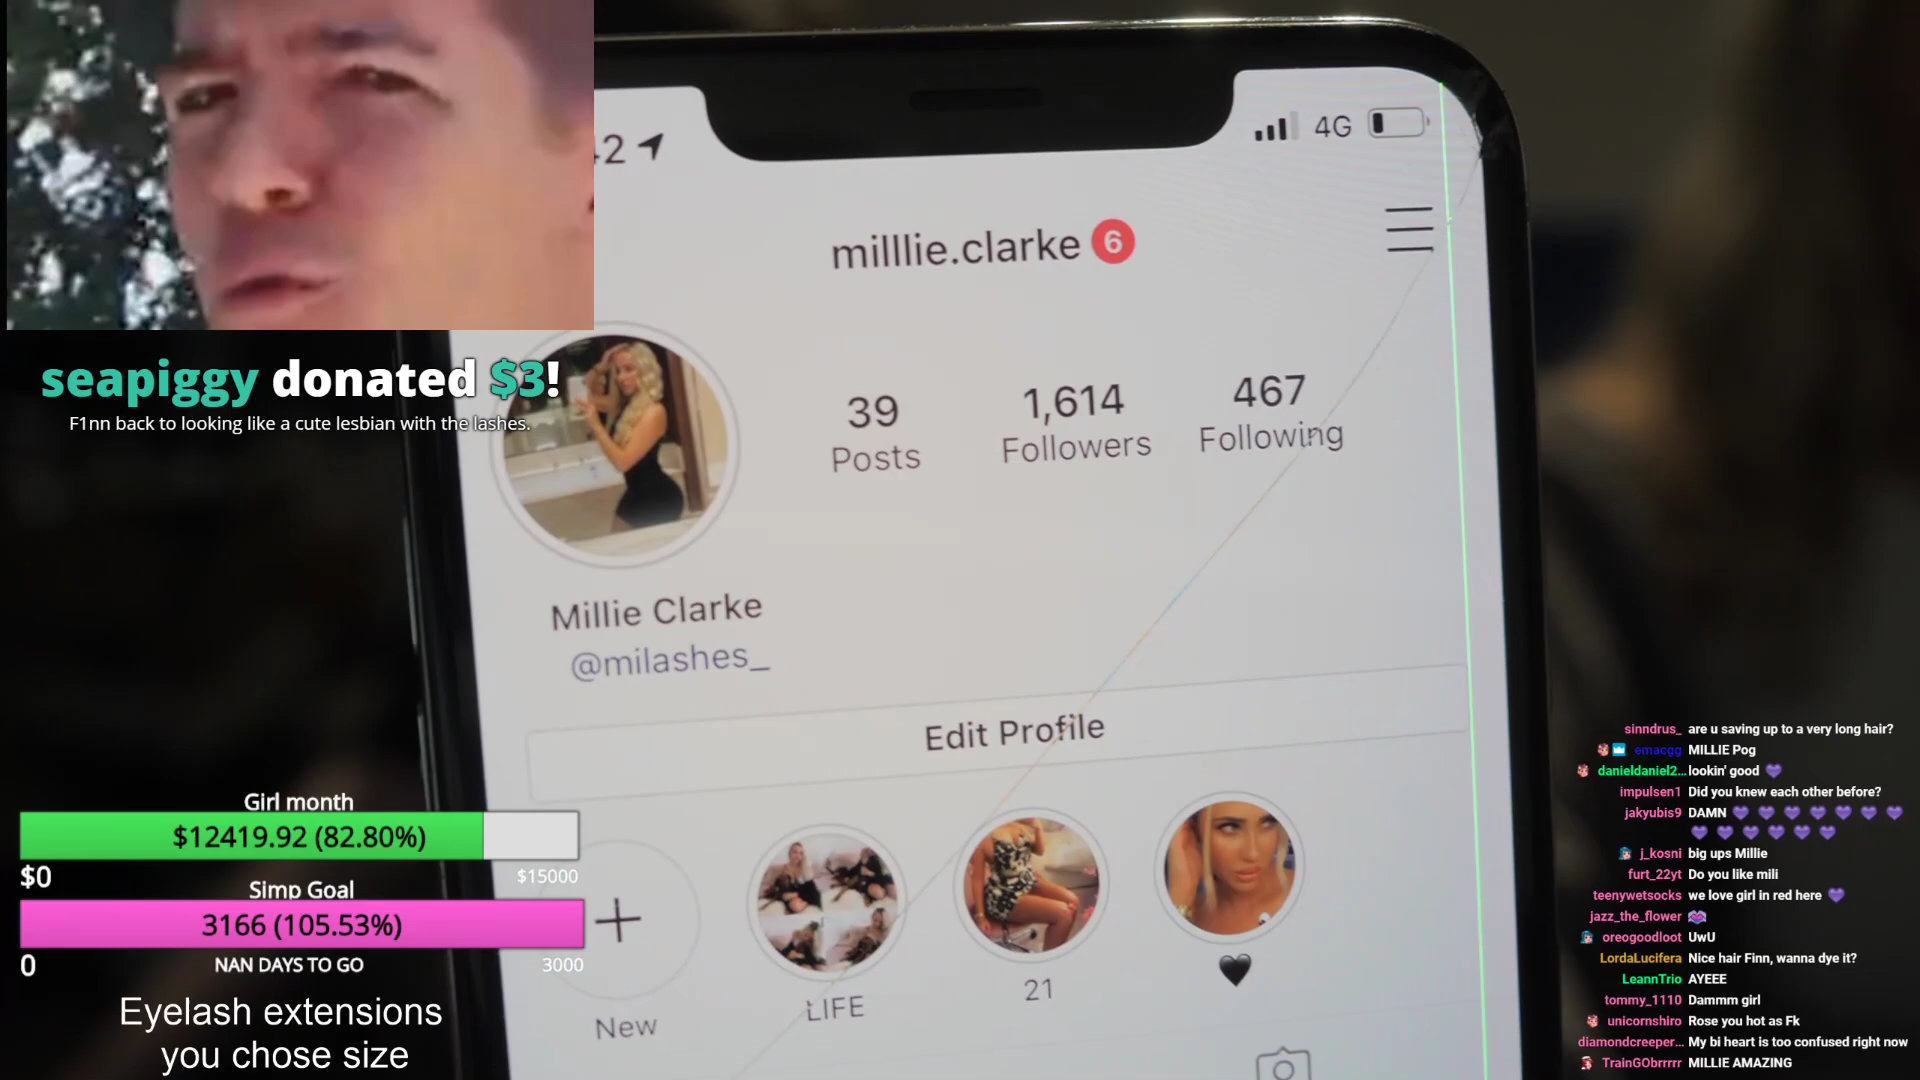 42
4G
milllie.clarke 6
39
Posts
1,614
Followers
467
Following
Millie Clarke
@milashes_
Edit Profile
New
LIFE
21
seapiggy donated $3!
F1nn back to looking like a cute lesbian with the lashes.
Girl month
$12419.92 (82.80%)
$0
$15000
Simp Goal
3166 (105.53%)
0
NAN DAYS TO GO
3000
Eyelash extensions
you chose size
sinndrus_ are u saving up to a very long hair?
emacgg MILLIE Pog
danieldaniel2... lookin' good 💜
impulsen1 Did you knew each other before?
jakyubis9 DAMN 💜 💜 💜 💜 💜 💜 💜
💜 💜 💜 💜 💜 💜
j_kosni big ups Millie
furt_22yt Do you like mili
teenywetsocks we love girl in red here 💜
jazz_the_flower
oreogoodloot UwU
LordaLucifera Nice hair Finn, wanna dye it?
LeannTrio AYEEE
tommy_1110 Dammm girl
unicornshiro Rose you hot as Fk
diamondcreeper... My bi heart is too confused right now
TrainGObrrrrr MILLIE AMAZING